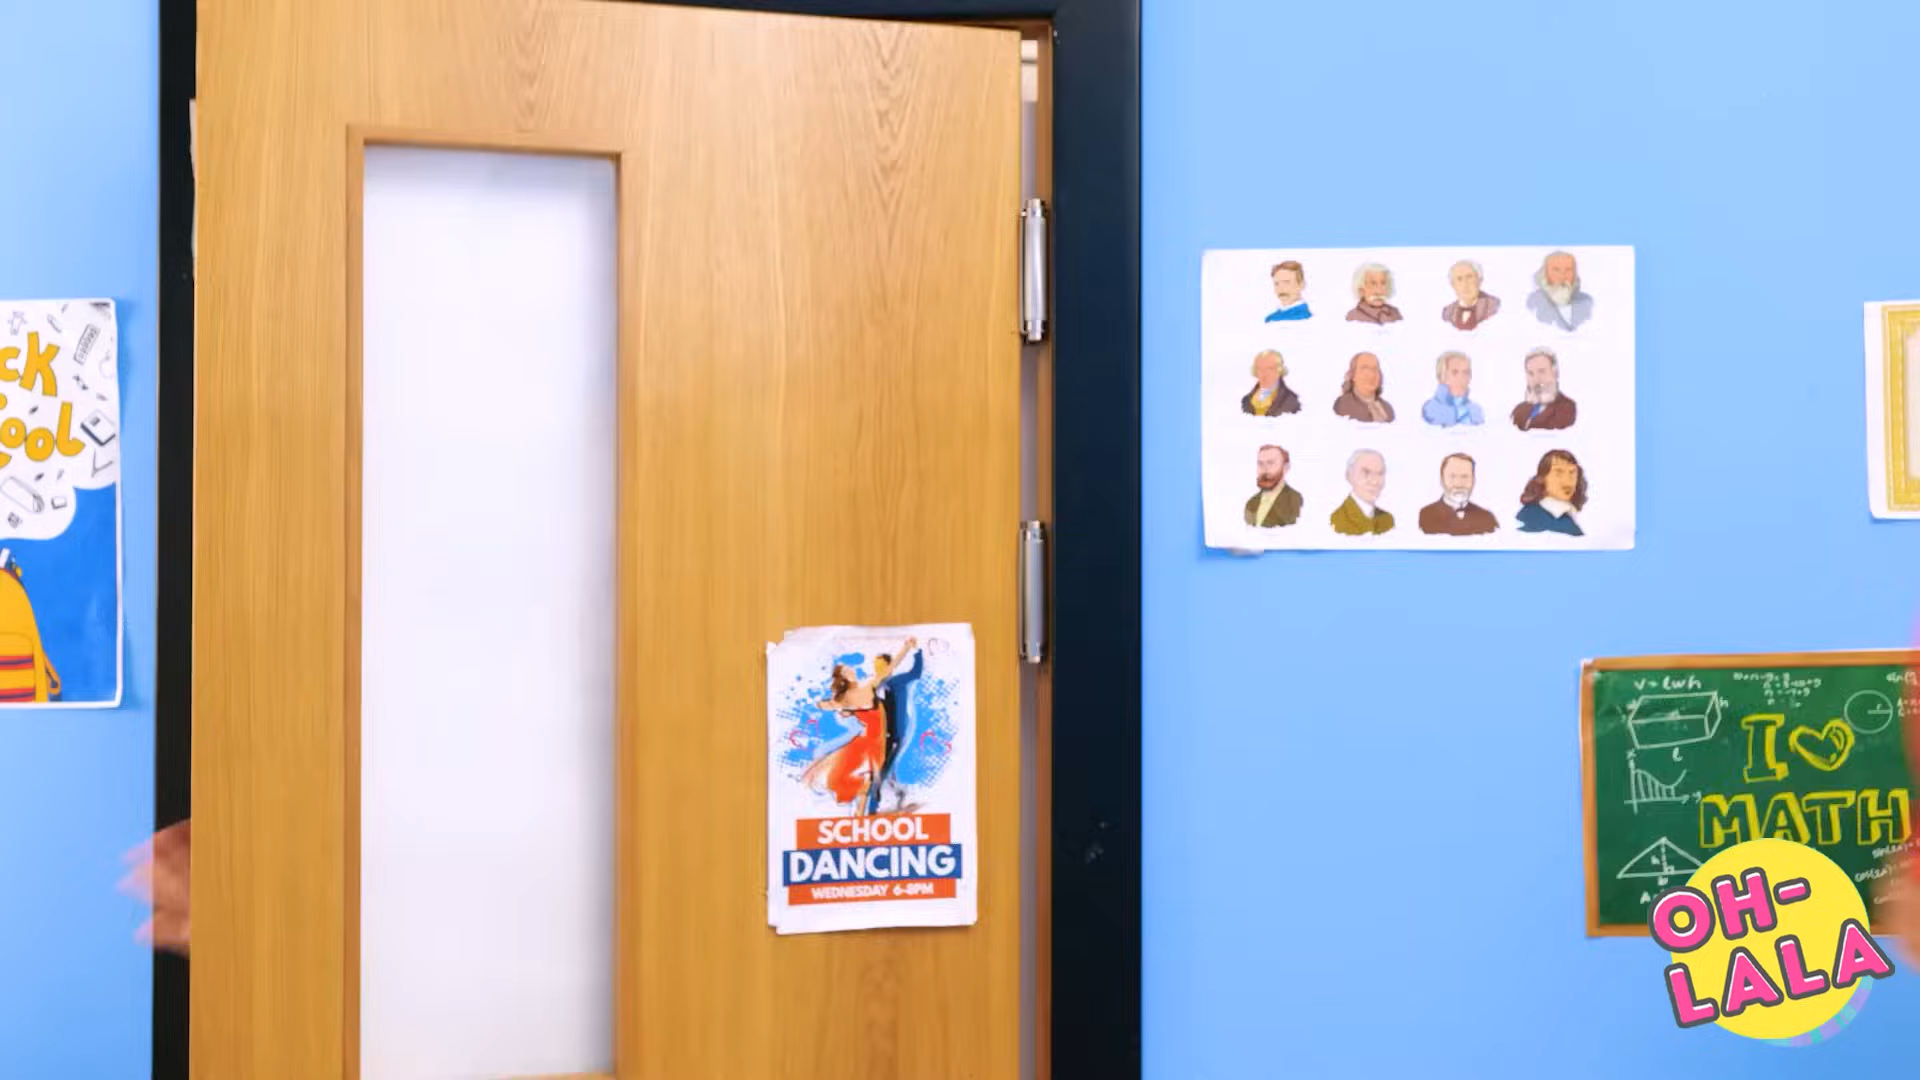 ck
ool
SCHOOL
DANCING
WEDNESDAY 6-8PM
V = lwh
I
MATH
OH-
LALA